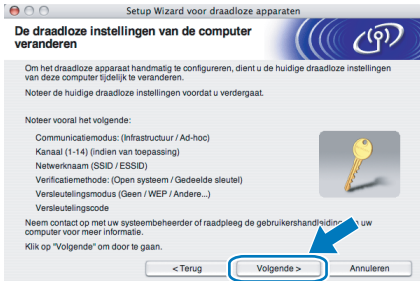 Setup Wizard voor draadloze apparaten
De draadloze instellingen van de computer
veranderen
Om het draadloze apparaat handmatig te configureren, dient u de huidige draadloze instellingen
van deze computer tijdelijk te veranderen.
Noteer de huidige draadloze instellingen voordat u verdergaat.
Noteer vooral het volgende:
Communicatiemodus: (Infrastructuur / Ad-hoc)
Kanaal (1-14) (indien van toepassing)
Netwerknaam (SSID / ESSID)
Verificatiemethode: (Open systeem / Gedeelde sleutel)
Versleutelingsmodus (Geen / WEP / Andere...)
Versleutelingscode
Neem contact op met uw systeembeheerder of raadpleeg de gebruikershandleiding uw
computer voor meer informatie.
Klik op "Volgende" om door te gaan.
< Terug
Volgende >
Annuleren